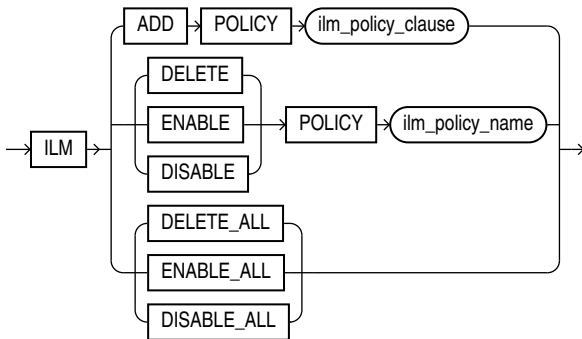 ADD POLICY ilm_policy_clause
DELETE
ENABLE
DISABLE
POLICY ilm_policy_name
ILM
DELETE_ALL
ENABLE_ALL
DISABLE_ALL